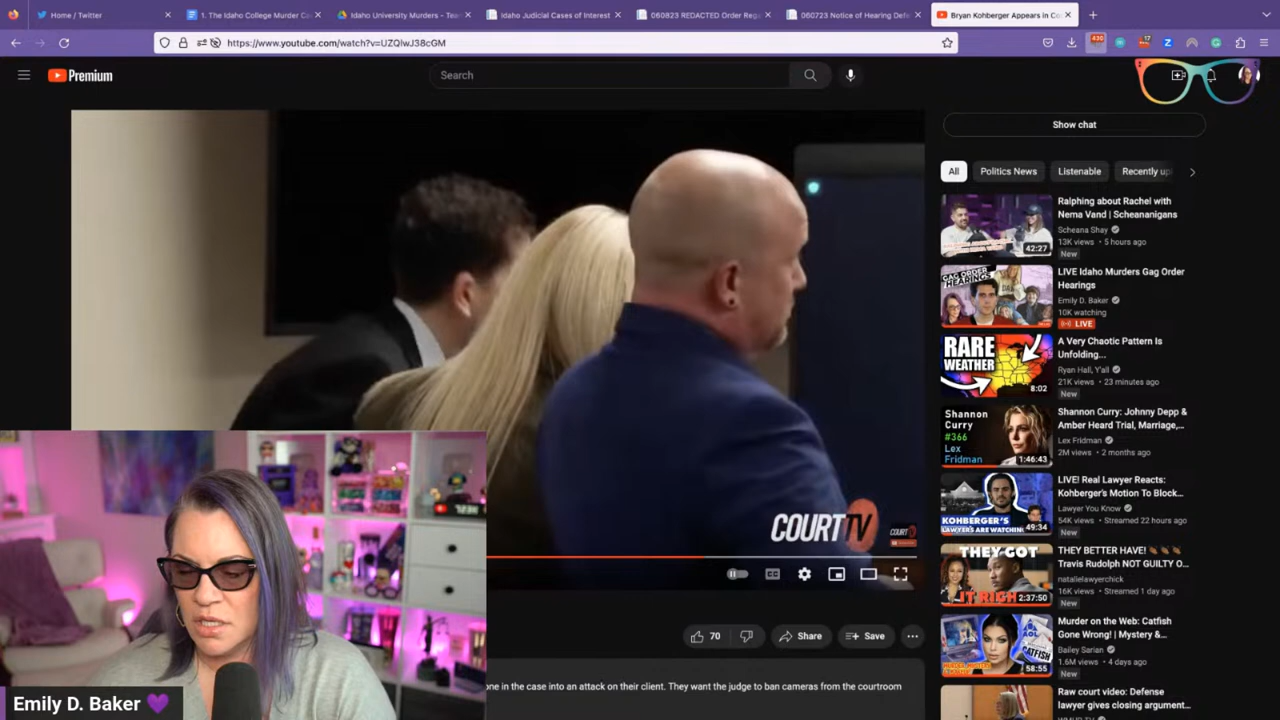 Home / Twitter
1. The Idaho College Murder Ca
Idaho University Murders - Tea
Idaho Judicial Cases of Interest
060823 REDACTED Order Rega
060723 Notice of Hearing Defe
Bryan Kohberger Appears in Co
430
17
https://www.youtube.com/watch?v=UZQlwJ38cGM
Premium
Search
Show chat
All
Politics News
Listenable
Recently up
Ralphing about Rachel with
Nema Vand | Scheananigans
Scheana Shay
13K views • 5 hours ago
New
42:27
LIVE Idaho Murders Gag Order
Hearings
Emily D. Baker
10K watching
LIVE
GAG ORDER
HEARINGS
A Very Chaotic Pattern Is
Unfolding...
Ryan Hall, Y'all
21K views • 23 minutes ago
New
RARE
WEATHER
8:02
Shannon Curry: Johnny Depp &
Amber Heard Trial, Marriage,...
Lex Fridman
2M views • 2 months ago
Shannon
Curry
#366
Lex
Fridman
1:46:43
LIVE! Real Lawyer Reacts:
Kohberger's Motion To Block...
Lawyer You Know
54K views • Streamed 22 hours ago
KOHBERGER'S
LAWYERS ARE WATCHING
49:34
THEY BETTER HAVE!
Travis Rudolph NOT GUILTY O...
natalielawyerchick
16K views • Streamed 1 day ago
New
THEY GOT
IT RIGH
2:37:50
Murder on the Web: Catfish
Gone Wrong! | Mystery &...
Bailey Sarian
1.6M views • 4 days ago
New
AOL
CATFISH
58:55
Raw court video: Defense
lawyer gives closing argument...
COURT TV
CC
70
Share
Save
one in the case into an attack on their client. They want the judge to ban cameras from the courtroom
Emily D. Baker